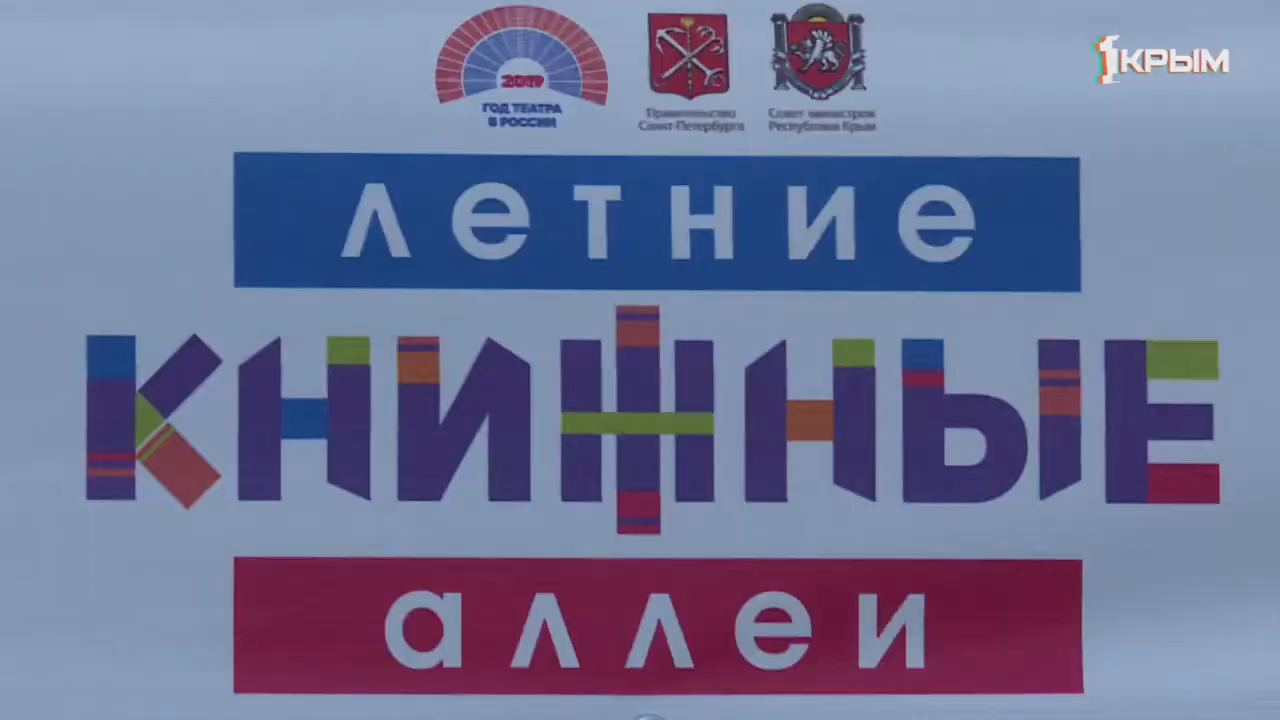 2019
ГОД ТЕАТРА
В РОССИИ
Правительство
Санкт-Петербурга
Совет министров
Республики Крым
1КРЫМ
летние
КНИЖНЫЕ
аллеи